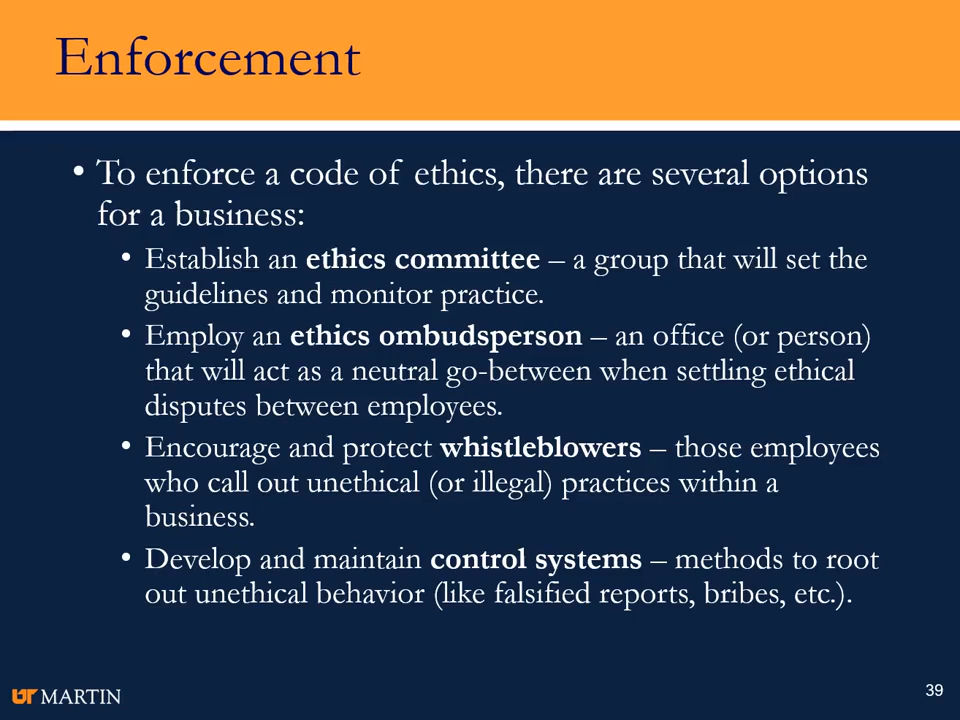 Enforcement
• To enforce a code of ethics, there are several options
for a business:
• Establish an ethics committee – a group that will set the
guidelines and monitor practice.
• Employ an ethics ombudsperson – an office (or person)
that will act as a neutral go-between when settling ethical
disputes between employees.
• Encourage and protect whistleblowers – those employees
who call out unethical (or illegal) practices within a
business.
• Develop and maintain control systems – methods to root
out unethical behavior (like falsified reports, bribes, etc.).
UT MARTIN
39